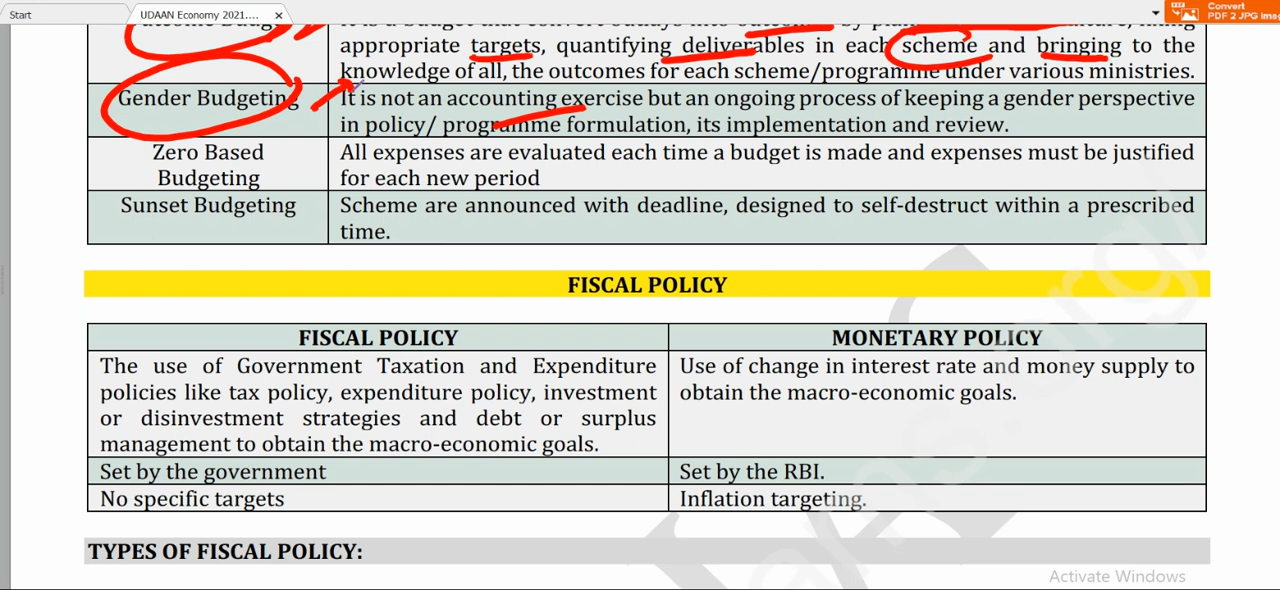 Start
UDAAN Economy 2021....
Convert
PDF 2 JPG
appropriate targets, quantifying deliverables in each scheme and bringing to the
knowledge of all, the outcomes for each scheme/programme under various ministries.
Gender Budgeting
It is not an accounting exercise but an ongoing process of keeping a gender perspective
in policy/ programme formulation, its implementation and review.
Zero Based
Budgeting
All expenses are evaluated each time a budget is made and expenses must be justified
for each new period
Sunset Budgeting
Scheme are announced with deadline, designed to self-destruct within a prescribed
time.
FISCAL POLICY
FISCAL POLICY
MONETARY POLICY
The use of Government Taxation and Expenditure
policies like tax policy, expenditure policy, investment
or disinvestment strategies and debt or surplus
management to obtain the macro-economic goals.
Use of change in interest rate and money supply to
obtain the macro-economic goals.
Set by the government
Set by the RBI.
No specific targets
Inflation targeting.
TYPES OF FISCAL POLICY:
Activate Windows